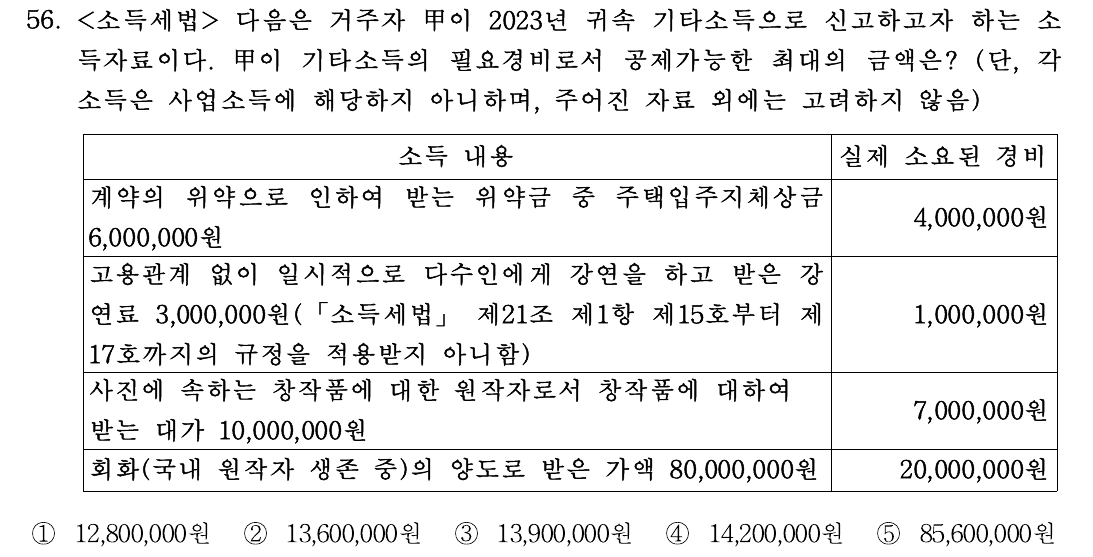 56. <소득세법> 다음은 거주자 甲이 2023년 귀속 기타소득으로 신고하고자 하는 소
득자료이다. 甲이 기타소득의 필요경비로서 공제가능한 최대의 금액은? (단, 각
소득은 사업소득에 해당하지 아니하며, 주어진 자료 외에는 고려하지 않음)
소득 내용 실제 소요된 경비
계약의 위약으로 인하여 받는 위약금 중 주택입주지체상금
6,000,000원 4,000,000원
고용관계 없이 일시적으로 다수인에게 강연을 하고 받은 강
연료 3,000,000원(「소득세법」 제21조 제1항 제15호부터 제
17호까지의 규정을 적용받지 아니함) 1,000,000원
사진에 속하는 창작품에 대한 원작자로서 창작품에 대하여
받는 대가 10,000,000원 7,000,000원
회화(국내 원작자 생존 중)의 양도로 받은 가액 80,000,000원 20,000,000원
① 12,800,000원 ② 13,600,000원 ③ 13,900,000원 ④ 14,200,000원 ⑤ 85,600,000원